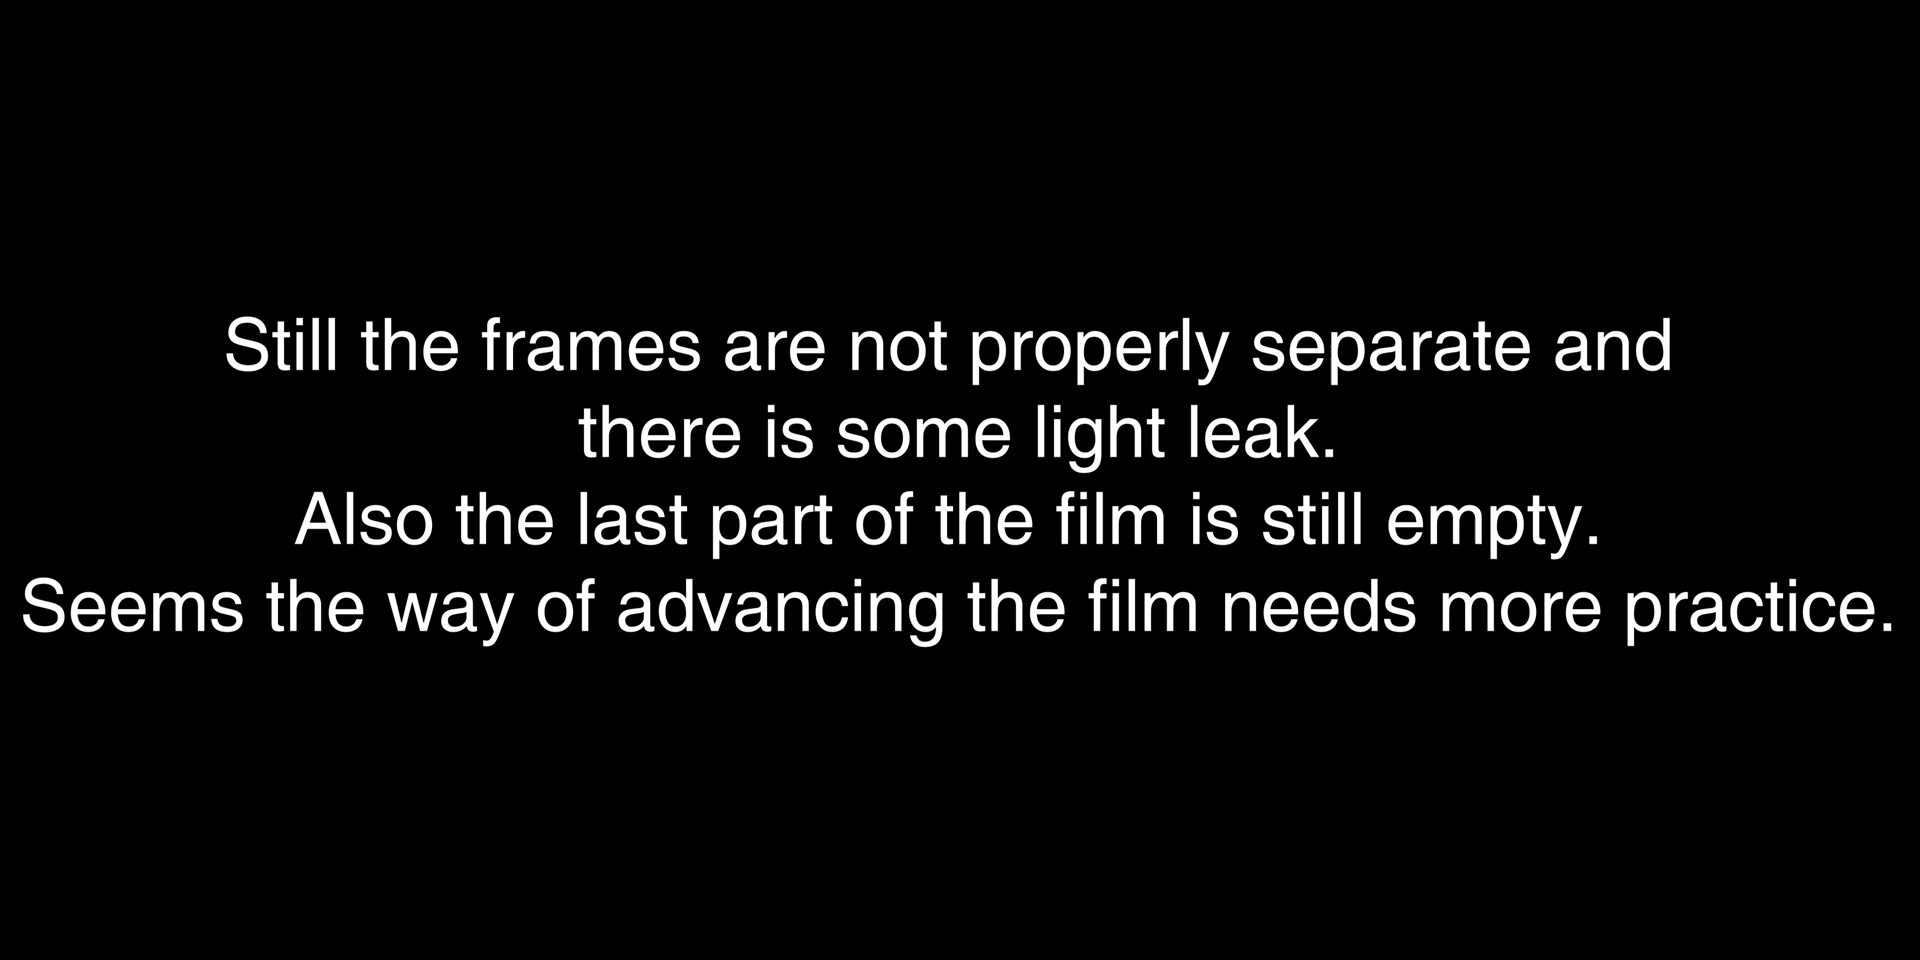 Still the frames are not properly separate and
there is some light leak.
Also the last part of the film is still empty.
Seems the way of advancing the film needs more practice.